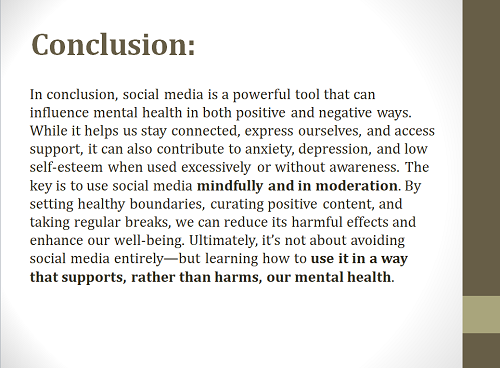 Conclusion:
In conclusion, social media is a powerful tool that can
influence mental health in both positive and negative ways.
While it helps us stay connected, express ourselves, and access
support, it can also contribute to anxiety, depression, and low
self-esteem when used excessively or without awareness. The
key is to use social media mindfully and in moderation. By
setting healthy boundaries, curating positive content, and
taking regular breaks, we can reduce its harmful effects and
enhance our well-being. Ultimately, it’s not about avoiding
social media entirely—but learning how to use it in a way
that supports, rather than harms, our mental health.